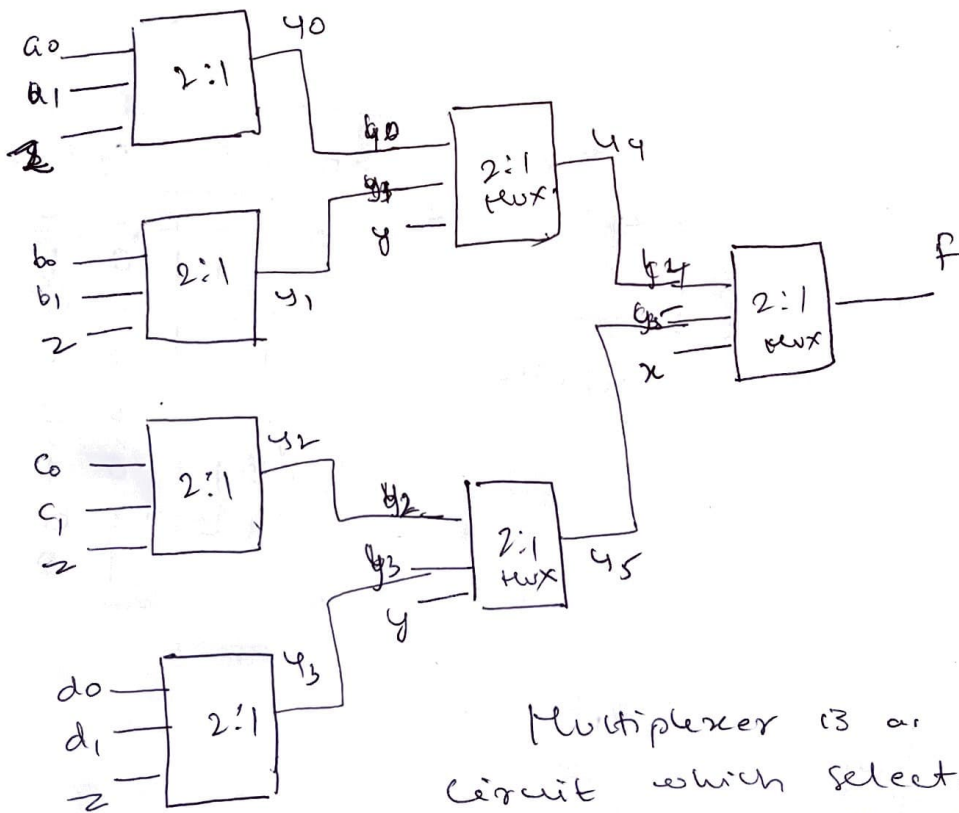 a0
a1
2:1
y0
b0
b1
z
2:1
y1
y
2:1
MUX
y4
x
2:1
MUX
f
c0
c1
z
2:1
y2
y2
y3
y
2:1
MUX
y5
d0
d1
z
2:1
y3
Multiplexer is a
circuit which select